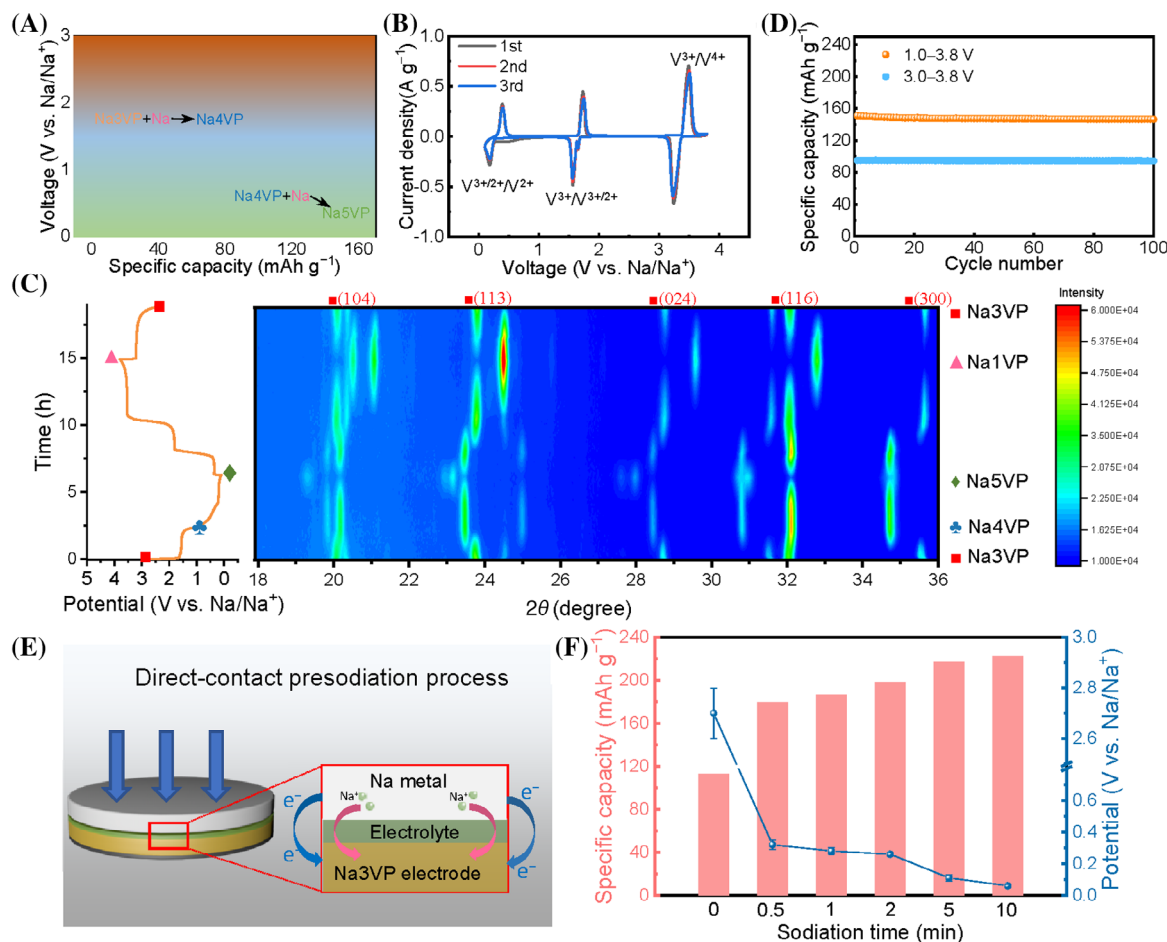 (A)
3
2
1
0
Voltage (V vs. Na/Na⁺)
Na3VP+Na Na4VP
Na4VP+Na
Na5VP
0 40 80 120 160
Specific capacity (mAh g⁻¹)
(B)
1.0
0.5
0.0
-0.5
-1.0
Current density(A g⁻¹)
1st
2nd
3rd
V³⁺/V⁴⁺
V³⁺/²⁺/V²⁺
V³⁺/V³⁺/²⁺
0 1 2 3 4
Voltage (V vs. Na/Na⁺)
(D)
240
200
160
120
80
40
0
Specific capacity (mAh g⁻¹)
1.0–3.8 V
3.0–3.8 V
0 20 40 60 80 100
Cycle number
(C)
15
10
5
0
Time (h)
5 4 3 2 1 0
Potential (V vs. Na/Na⁺)
(104) (113) (024) (116) (300)
18 20 22 24 26 28 30 32 34 36
2θ (degree)
Na3VP
Na1VP
Na5VP
Na4VP
Na3VP
Intensity
6.000E+04
5.375E+04
4.750E+04
4.125E+04
3.500E+04
2.875E+04
2.250E+04
1.625E+04
1.000E+04
(E)
Direct-contact presodiation process
Na metal
e⁻ Na⁺ Na⁺ e⁻
Electrolyte
Na3VP electrode
e⁻ e⁻
(F)
240
200
160
120
80
40
0
Specific capacity (mAh g⁻¹)
3.0
2.8
2.6
0.6
0.4
0.2
0.0
Potential (V vs. Na/Na⁺)
0 0.5 1 2 5 10
Sodiation time (min)